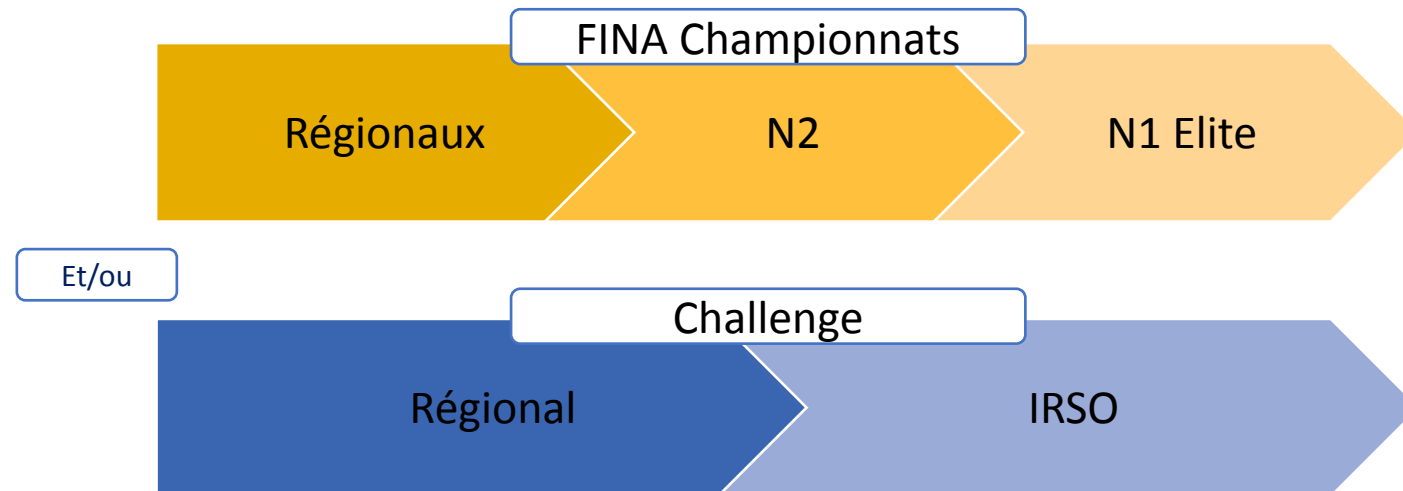 FINA Championnats
Régionaux
N2
N1 Elite
Et/ou
Challenge
Régional
IRSO